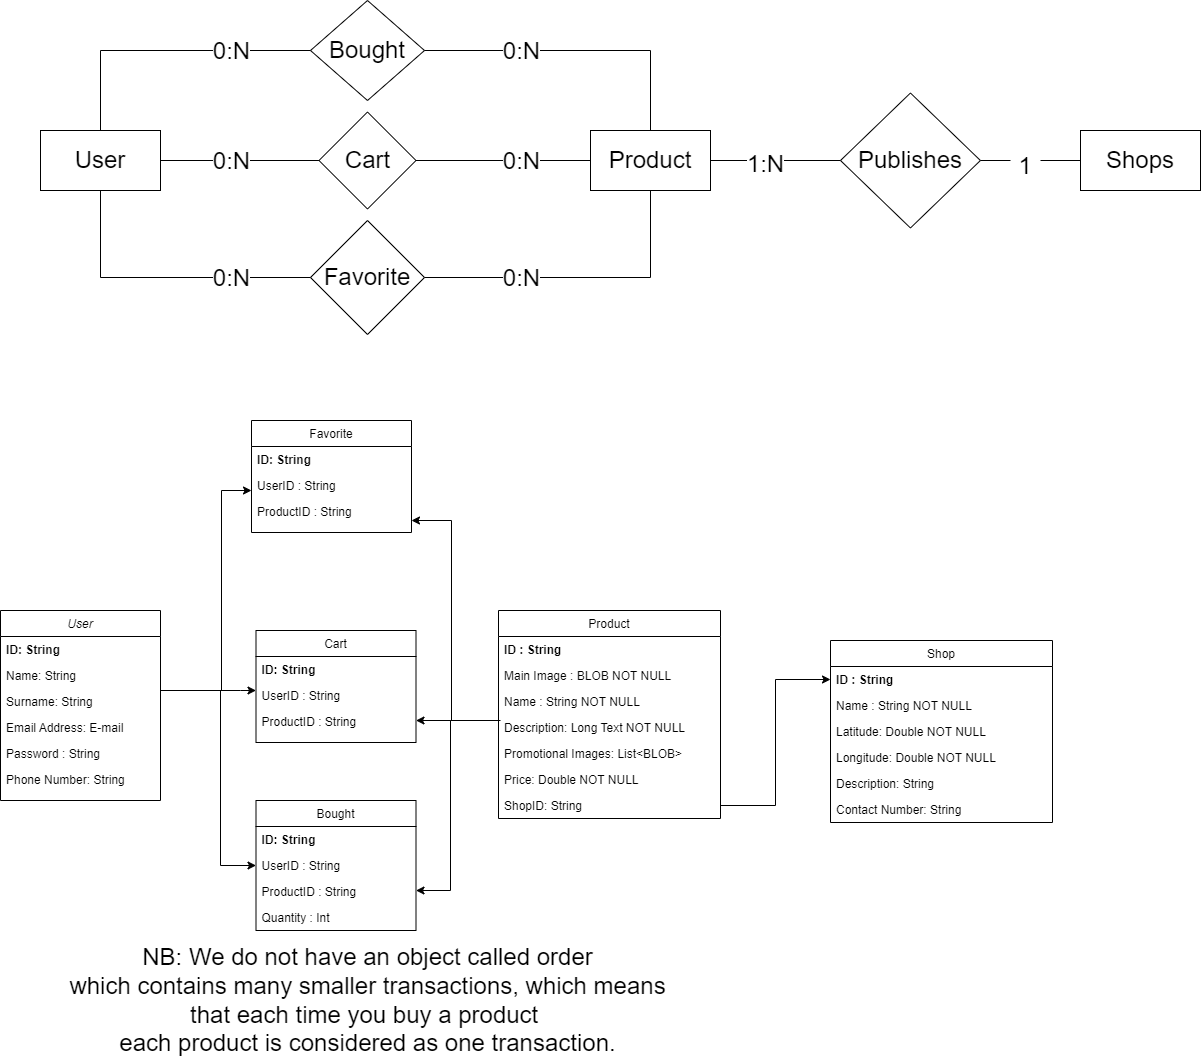 0:N
Bought
0:N
User
0:N
Cart
0:N
Product
1:N
Publishes
1
Shops
0:N
Favorite
0:N
Favorite
ID: String
UserID : String
ProductID : String
User
ID: String
Name: String
Surname: String
Email Address: E-mail
Password : String
Phone Number: String
Cart
ID: String
UserID : String
ProductID : String
Product
ID : String
Main Image : BLOB NOT NULL
Name : String NOT NULL
Description: Long Text NOT NULL
Promotional Images: List<BLOB>
Price: Double NOT NULL
ShopID: String
Shop
ID : String
Name : String NOT NULL
Latitude: Double NOT NULL
Longitude: Double NOT NULL
Description: String
Contact Number: String
Bought
ID: String
UserID : String
ProductID : String
Quantity : Int
NB: We do not have an object called order
which contains many smaller transactions, which means
that each time you buy a product
each product is considered as one transaction.